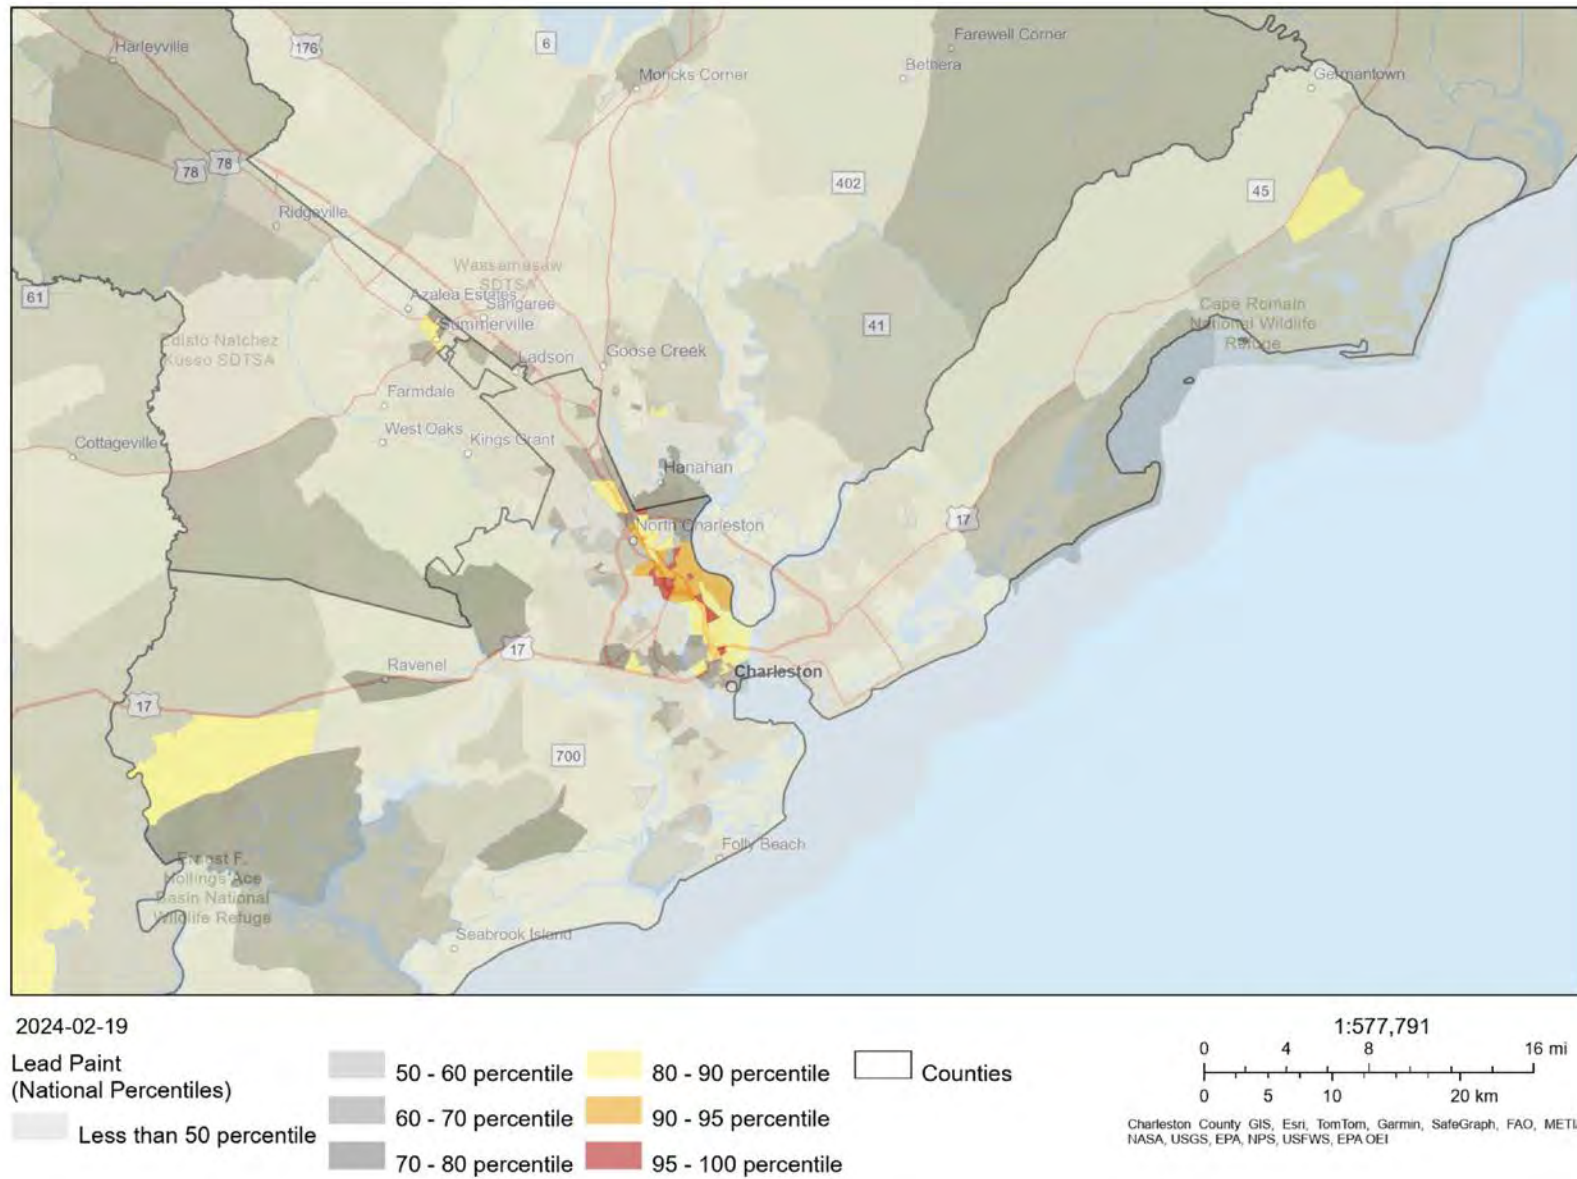 Harleyville
176
6
Farewell Corner
Bethera
Moncks Corner
Germantown
78
78
402
45
Ridgeville
Wassamasaw
SDTSA
61
Azalea Estates
Sangaree
Summerville
41
Cape Romain
National Wildlife
Refuge
Edisto Natchez
Kusso SDTSA
Ladson
Goose Creek
Farmdale
West Oaks
Kings Grant
Cottageville
Hanahan
North Charleston
17
17
Ravenel
Charleston
17
700
Folly Beach
Ernest F.
Hollings Ace
Basin National
Wildlife Refuge
Seabrook Island
2024-02-19
Lead Paint
(National Percentiles)
Less than 50 percentile
50 - 60 percentile
60 - 70 percentile
70 - 80 percentile
80 - 90 percentile
90 - 95 percentile
95 - 100 percentile
Counties
1:577,791
0 4 8 16 mi
0 5 10 20 km
Charleston County GIS, Esri, TomTom, Garmin, SafeGraph, FAO, METI/
NASA, USGS, EPA, NPS, USFWS, EPA OEI